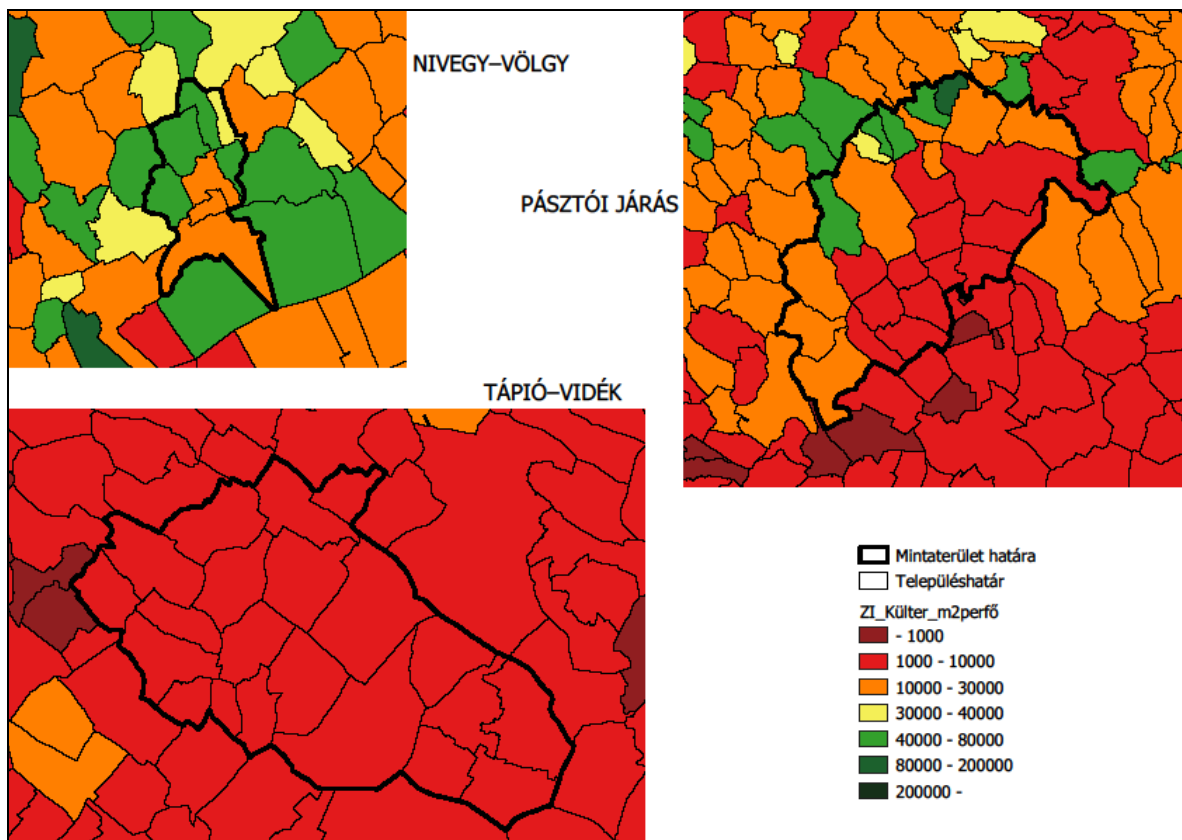 NIVEGY–VÖLGY
PÁSZTÓI JÁRÁS
TÁPIÓ–VIDÉK
Mintaterület határa
Településhatár
ZI_Külter_m2perfő
- 1000
1000 - 10000
10000 - 30000
30000 - 40000
40000 - 80000
80000 - 200000
200000 -